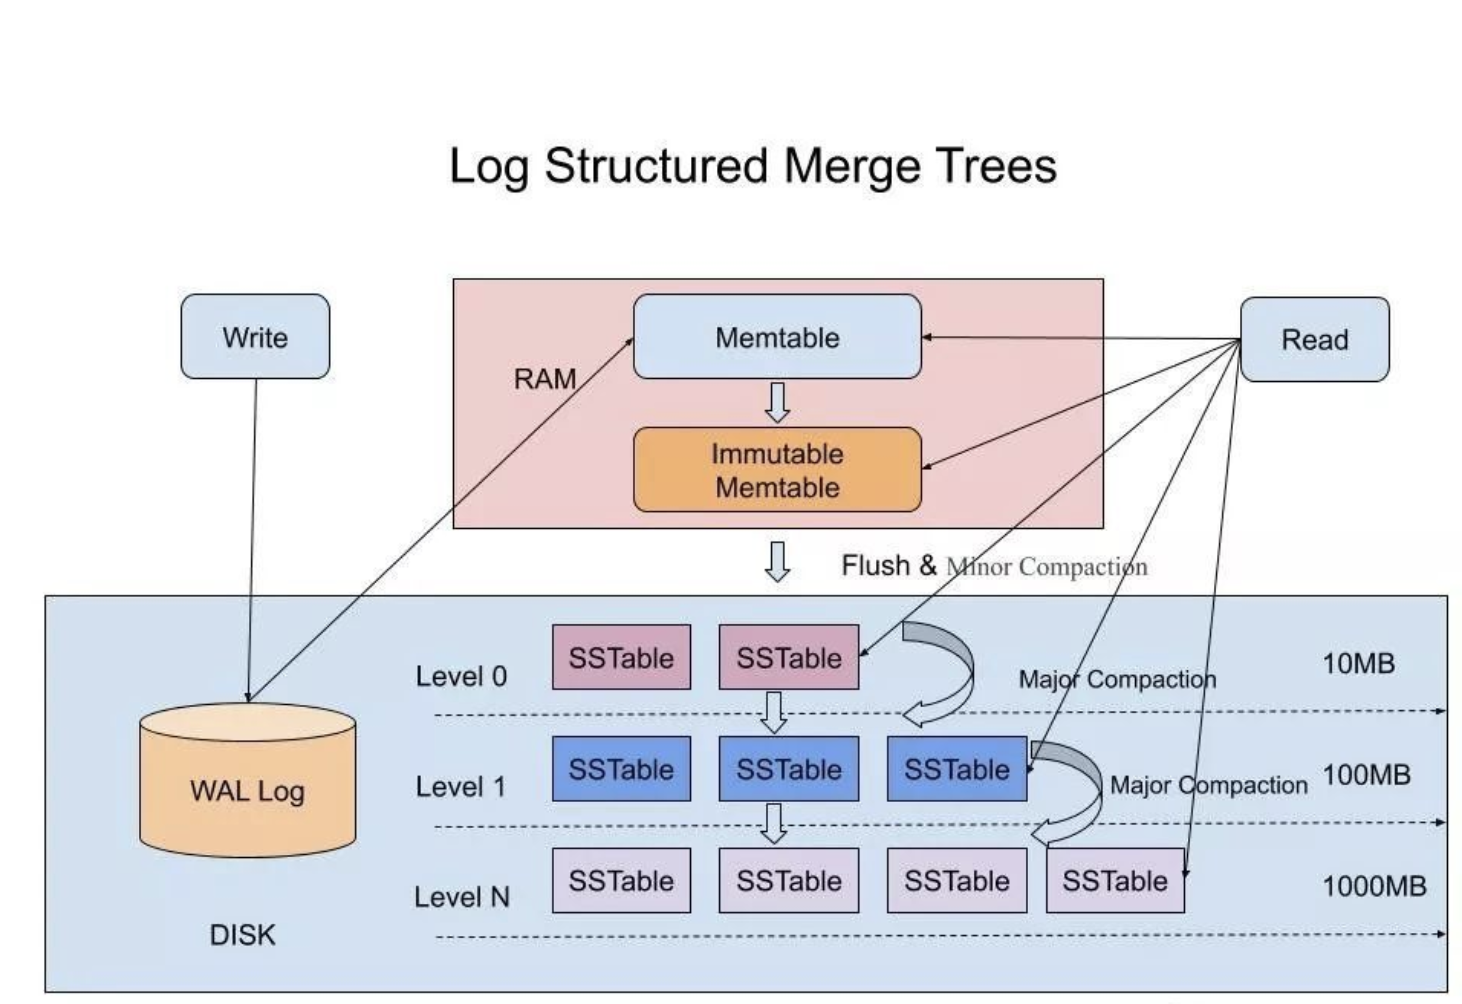 Log Structured Merge Trees
Write
Memtable
Read
RAM
Immutable
Memtable
Flush & Minor Compaction
SSTable
SSTable
Level 0
Major Compaction
10MB
SSTable
SSTable
SSTable
Level 1
Major Compaction
100MB
WAL Log
SSTable
SSTable
SSTable
SSTable
Level N
1000MB
DISK